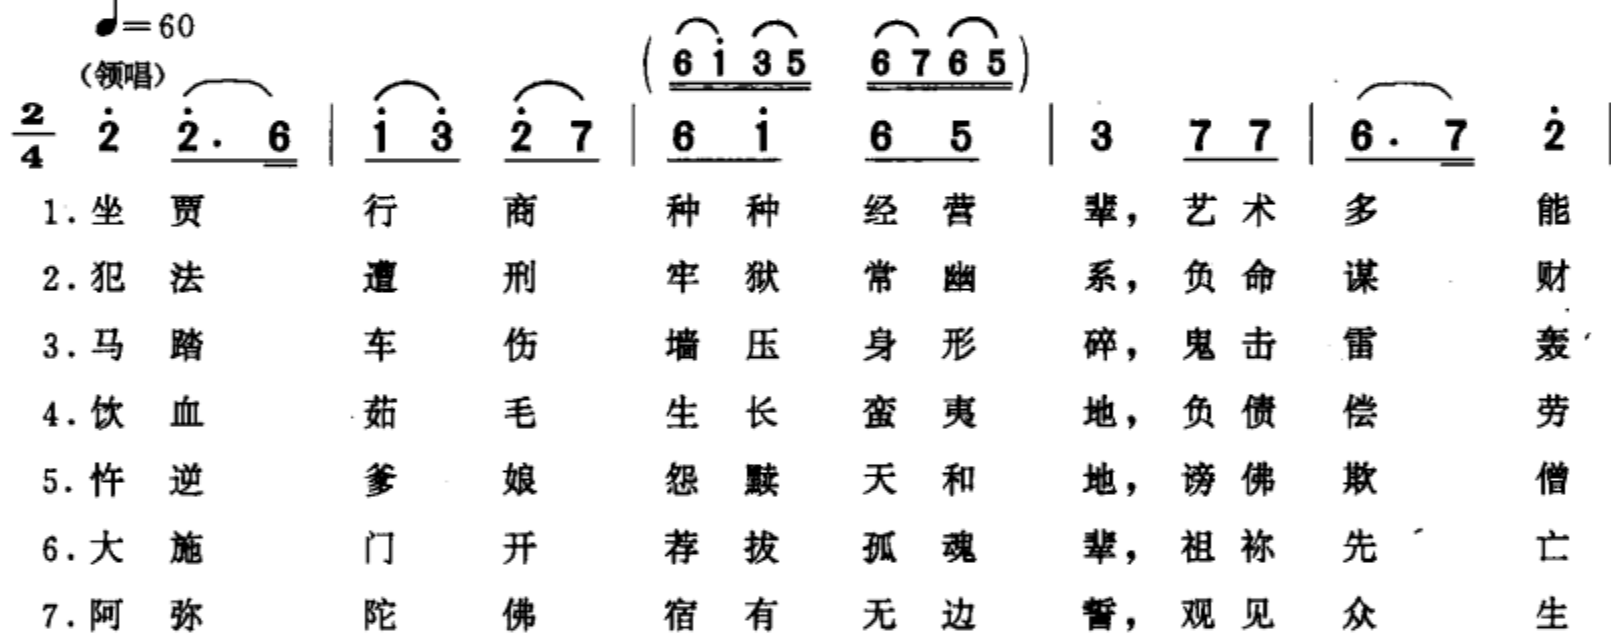 ♩=60
(领唱)
(6 1̇ 3 5 6 7 6 5)
2/4 2̇ 2̇. 6 | 1̇ 3̇ 2̇ 7 | 6 1̇ 6 5 | 3 7 7 | 6. 7 2̇ |
1.坐 贾 行 商 种 种 经 营 辈，艺 术 多 能
2.犯 法 遭 刑 牢 狱 常 幽 系，负 命 谋 财
3.马 踏 车 伤 墙 压 身 形 碎，鬼 击 雷 轰
4.饮 血 茹 毛 生 长 蛮 夷 地，负 债 偿 劳
5.忤 逆 爹 娘 怨 黩 天 和 地，谤 佛 欺 僧
6.大 施 门 开 荐 拔 孤 魂 辈，祖 祢 先 亡
7.阿 弥 陀 佛 宿 有 无 边 誓，观 见 众 生